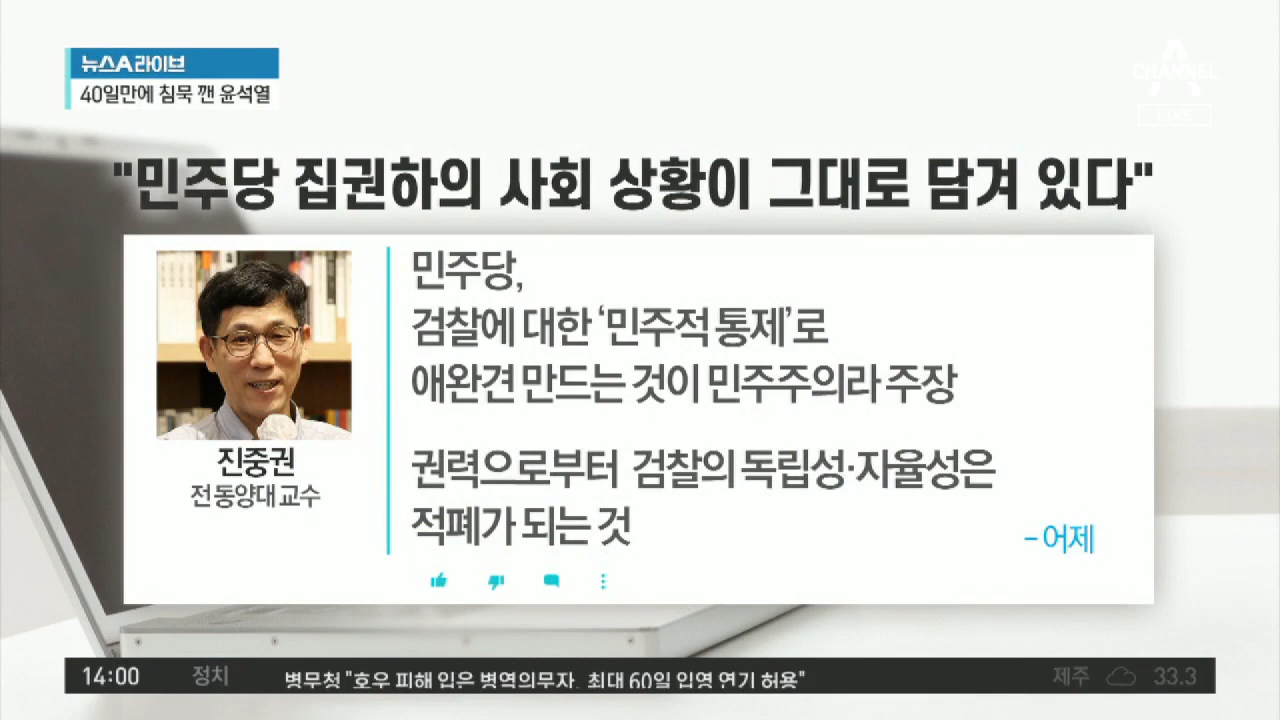 뉴스A 라이브
40일만에 침묵 깬 윤석열
CHANNEL A
LIVE
"민주당 집권하의 사회 상황이 그대로 담겨 있다"
민주당,
검찰에 대한 ‘민주적 통제’로
애완견 만드는 것이 민주주의라 주장
권력으로부터 검찰의 독립성·자율성은
적폐가 되는 것
-어제
진중권
전 동양대 교수
14:00 정치 병무청 "호우 피해 입은 병역의무자, 최대 60일 입영 연기 허용" 제주 33.3